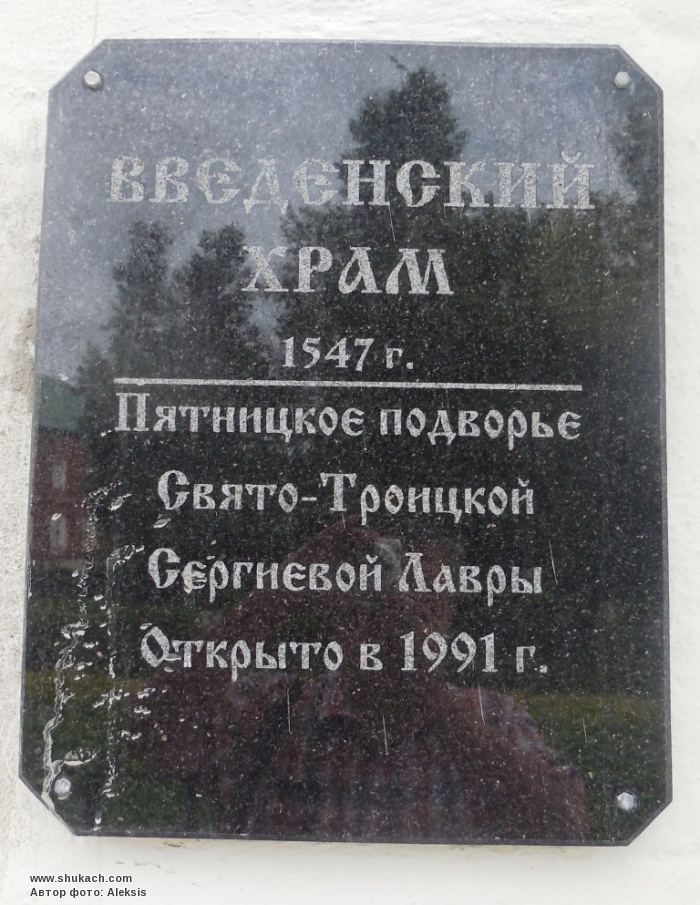 ВВЕДЕНСКИЙ
ХРАМ
1547 г.
Пятницкое подворье
Свято-Троицкой
Сергиевой Лавры
Открыто в 1991 г.
www.shukach.com
Автор фото: Aleksis